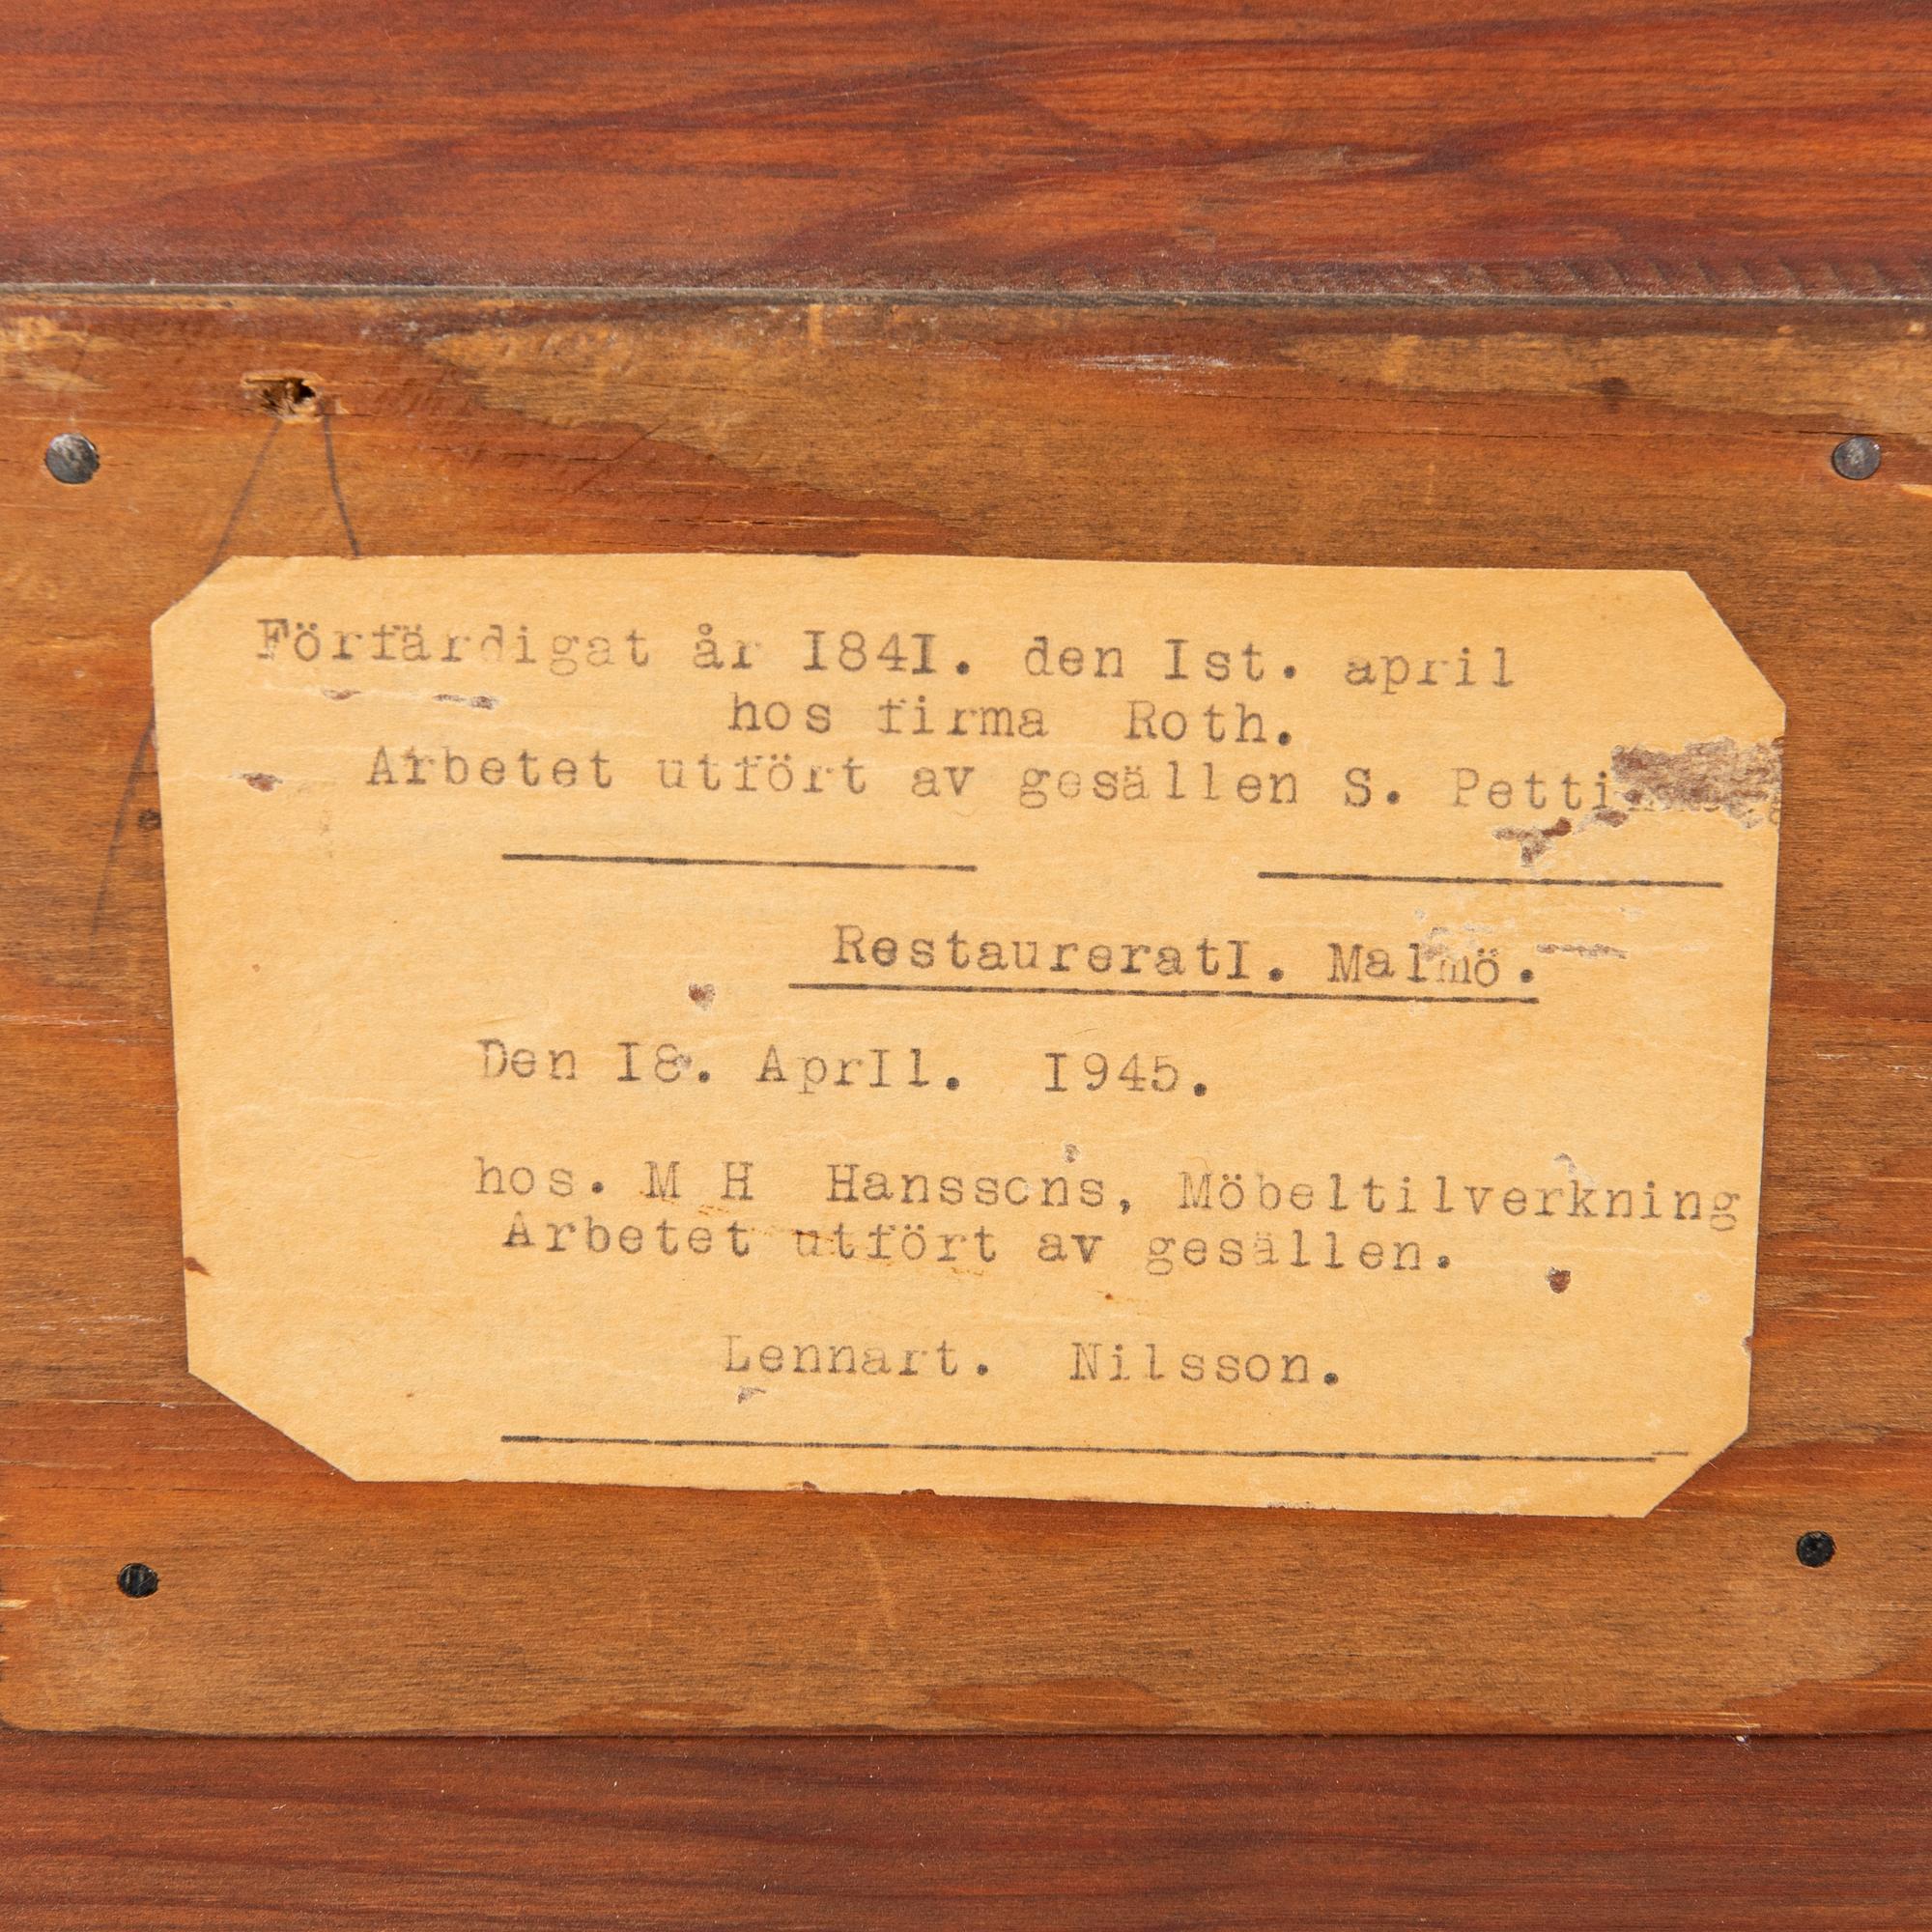 Förfärdigat år I84I. den Ist. april
hos firma Roth.
Arbetet utfört av gesällen S.
Restaureratl. Malmö.
Den I8. AprIl. I945.
hos. M H Hanssons, Möbeltilverkning
Arbetet utfört av gesällen.
Lennart. Nilsson.